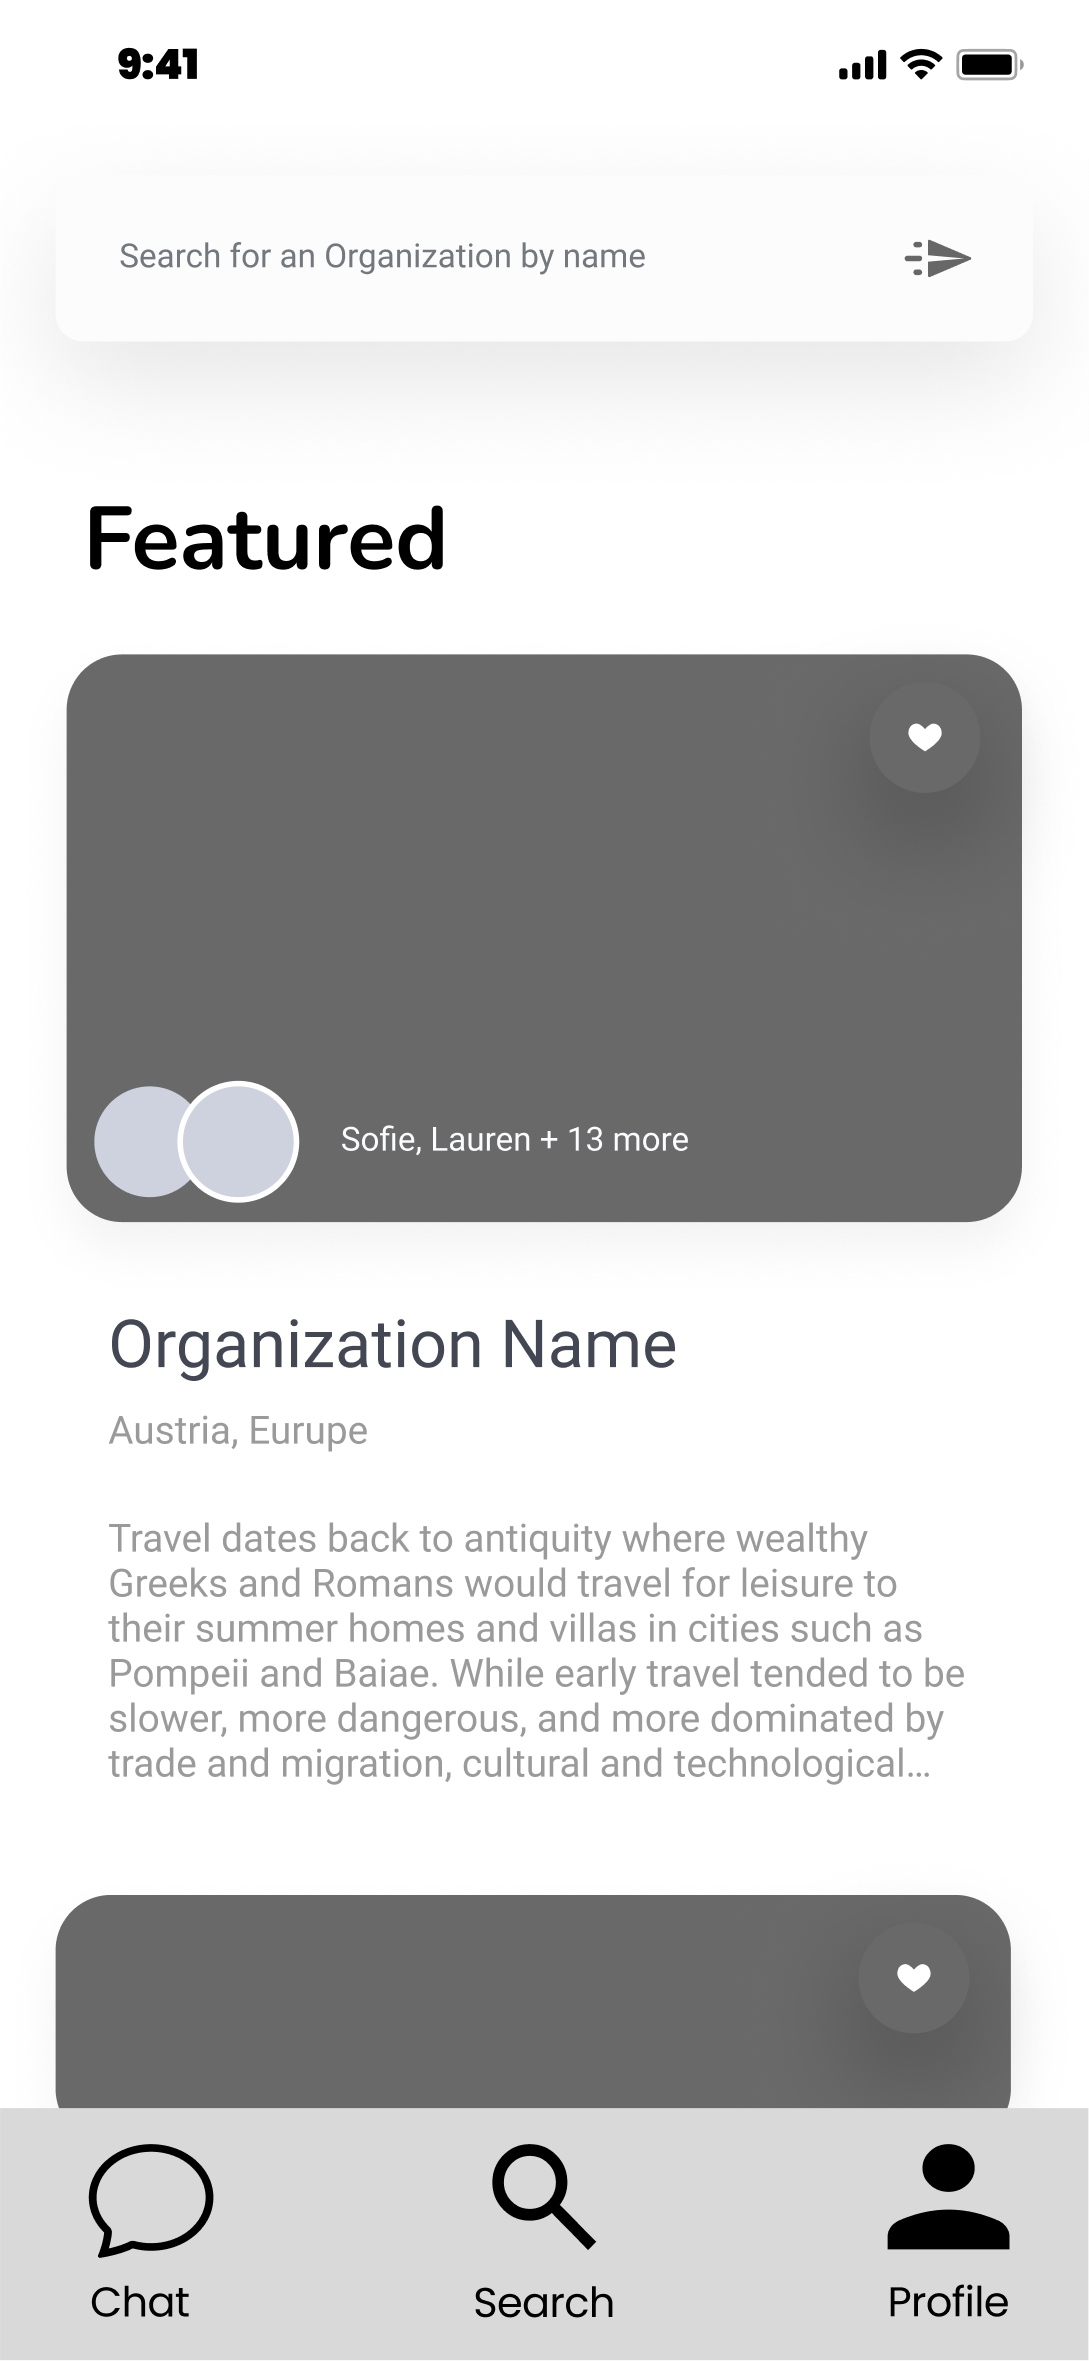 9:41
Search for an Organization by name
Featured
Sofie, Lauren + 13 more
Organization Name
Austria, Eurupe
Travel dates back to antiquity where wealthy
Greeks and Romans would travel for leisure to
their summer homes and villas in cities such as
Pompeii and Baiae. While early travel tended to be
slower, more dangerous, and more dominated by
trade and migration, cultural and technological...
Chat
Search
Profile